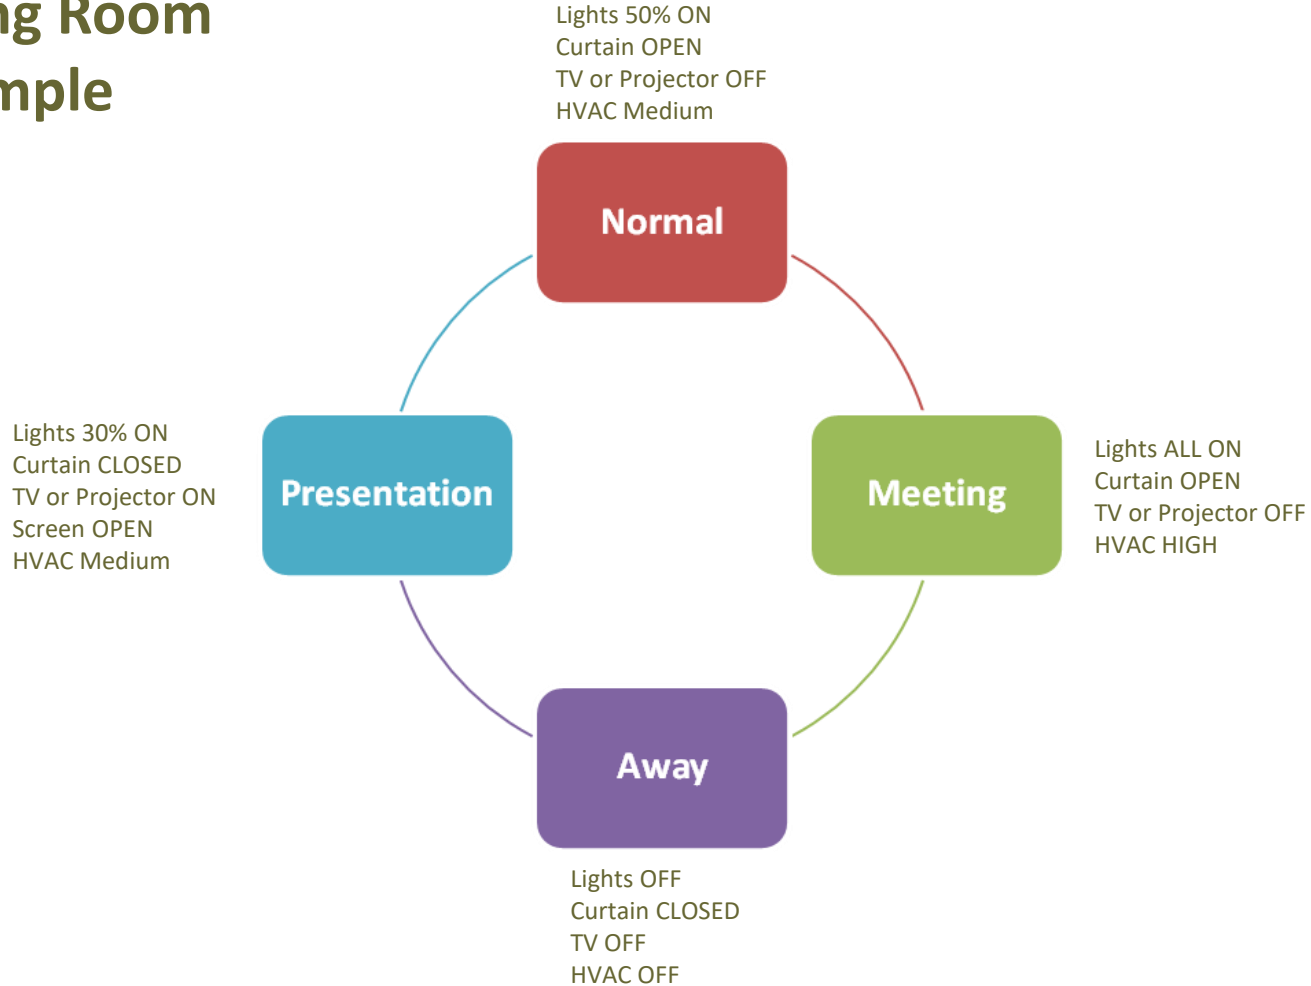 ng Room
mple
Lights 50% ON
Curtain OPEN
TV or Projector OFF
HVAC Medium
Normal
Lights 30% ON
Curtain CLOSED
TV or Projector ON
Screen OPEN
HVAC Medium
Presentation
Meeting
Lights ALL ON
Curtain OPEN
TV or Projector OFF
HVAC HIGH
Away
Lights OFF
Curtain CLOSED
TV OFF
HVAC OFF